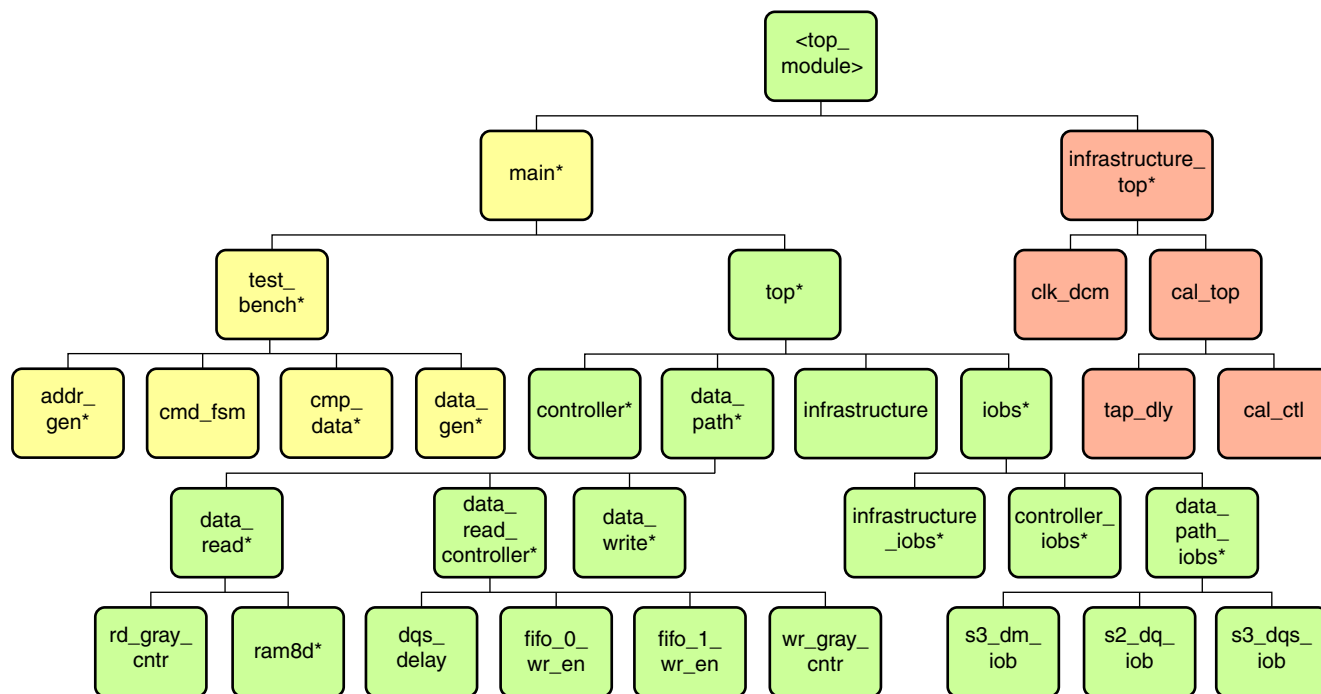 <top_
module>
main*
infrastructure_
top*
test_
bench*
top*
clk_dcm
cal_top
addr_
gen*
cmd_fsm
cmp_
data*
data_
gen*
controller*
data_
path*
infrastructure
iobs*
tap_dly
cal_ctl
data_
read*
data_
read_
controller*
data_
write*
infrastructure
_iobs*
controller_
iobs*
data_
path_
iobs*
rd_gray_
cntr
ram8d*
dqs_
delay
fifo_0_
wr_en
fifo_1_
wr_en
wr_gray_
cntr
s3_dm_
iob
s2_dq_
iob
s3_dqs_
iob